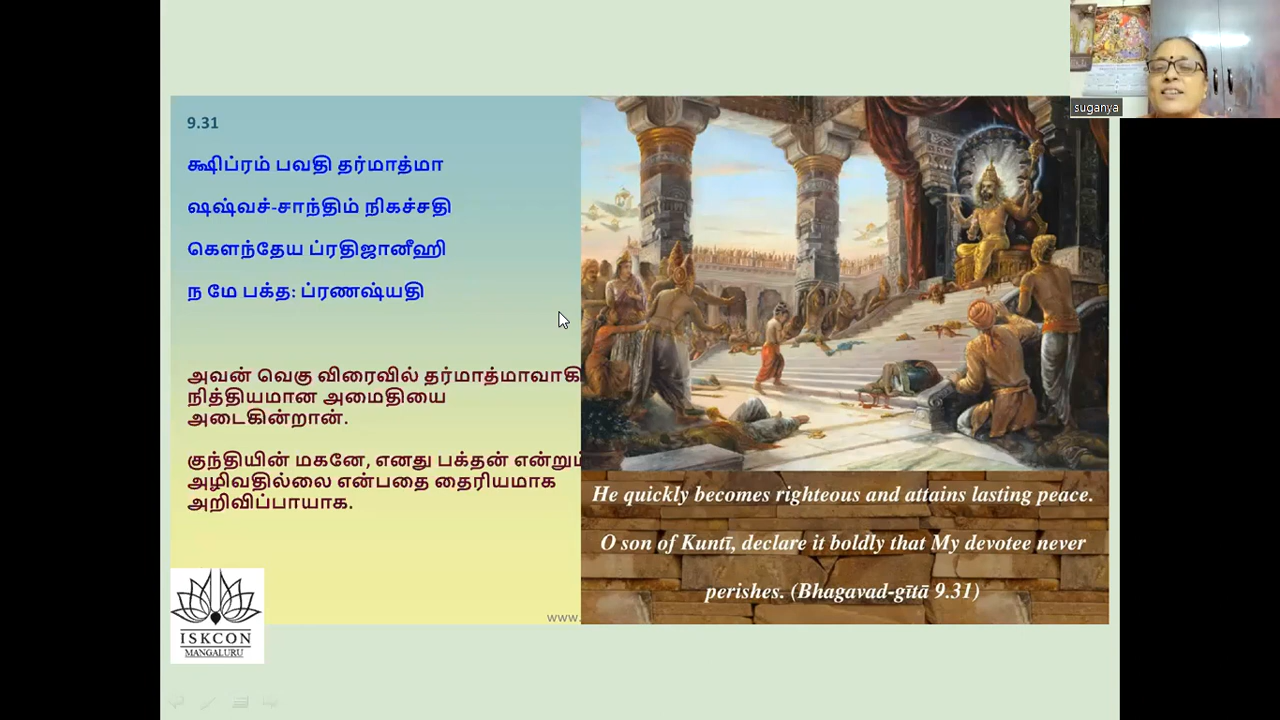 suganya
9.31
க்ஷிப்ரம் பவதி தர்மாத்மா
ஷஷ்வச்-சாந்திம் நிகச்சதி
கௌந்தேய ப்ரதிஜானீஹி
ந மே பக்த: ப்ரணஷ்யதி
அவன் வெகு விரைவில் தர்மாத்மாவாகி
நித்தியமான அமைதியை
அடைகின்றான்.
குந்தியின் மகனே, எனது பக்தன்
அழிவதில்லை என்பதை தைரியமாக
அறிவிப்பாயாக.
www.
He quickly becomes righteous and attains lasting peace.
O son of Kuntī, declare it boldly that My devotee never
perishes. (Bhagavad-gītā 9.31)
ISKCON
MANGALURU